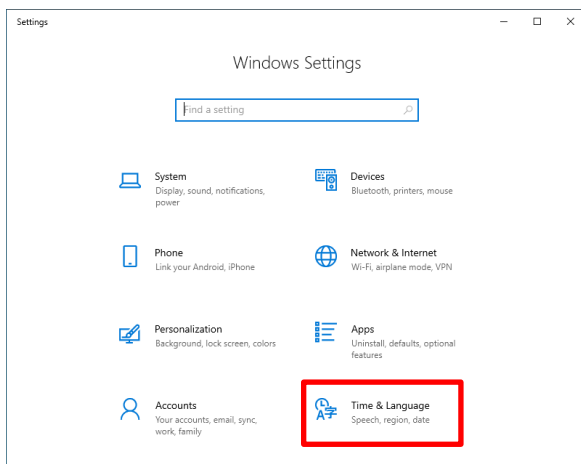 Settings
Windows Settings
Find a setting
System
Display, sound, notifications,
power
Devices
Bluetooth, printers, mouse
Phone
Link your Android, iPhone
Network & Internet
Wi-Fi, airplane mode, VPN
Personalization
Background, lock screen, colors
Apps
Uninstall, defaults, optional
features
Accounts
Your accounts, email, sync,
work, family
Time & Language
Speech, region, date